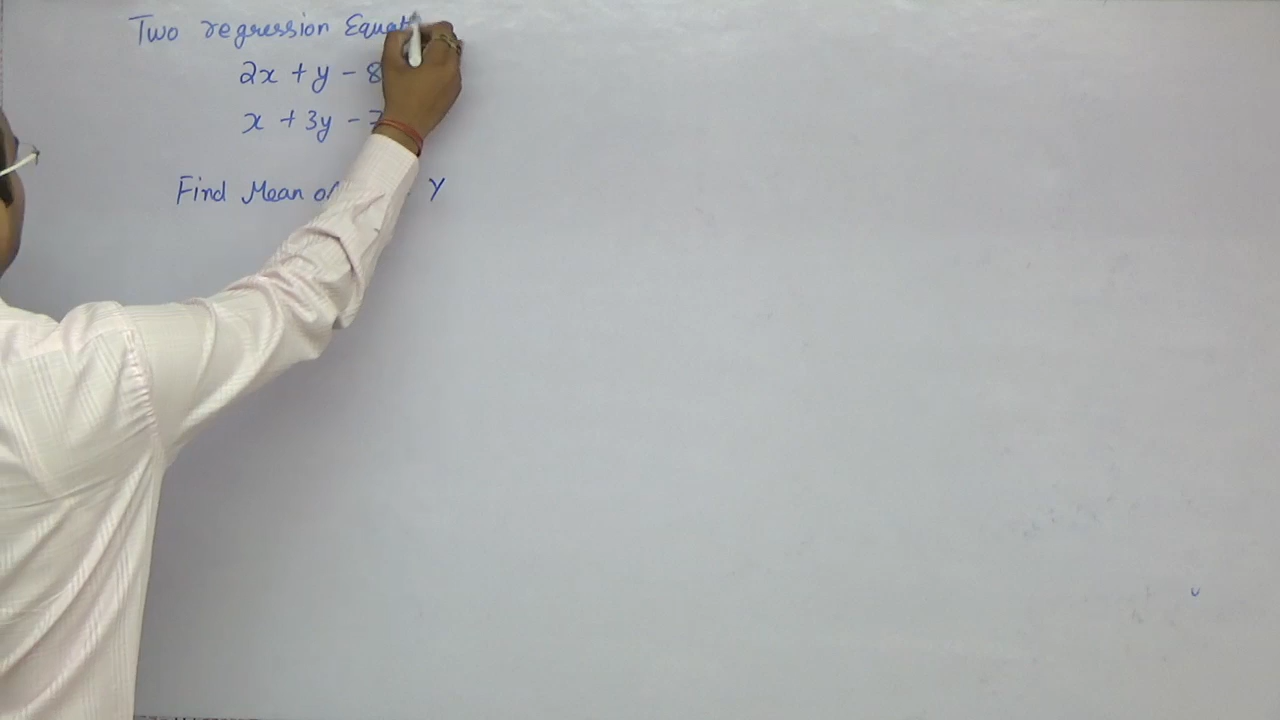 Two regression Equat
2x + y - 8
x + 3y - 7
Find Mean of Y